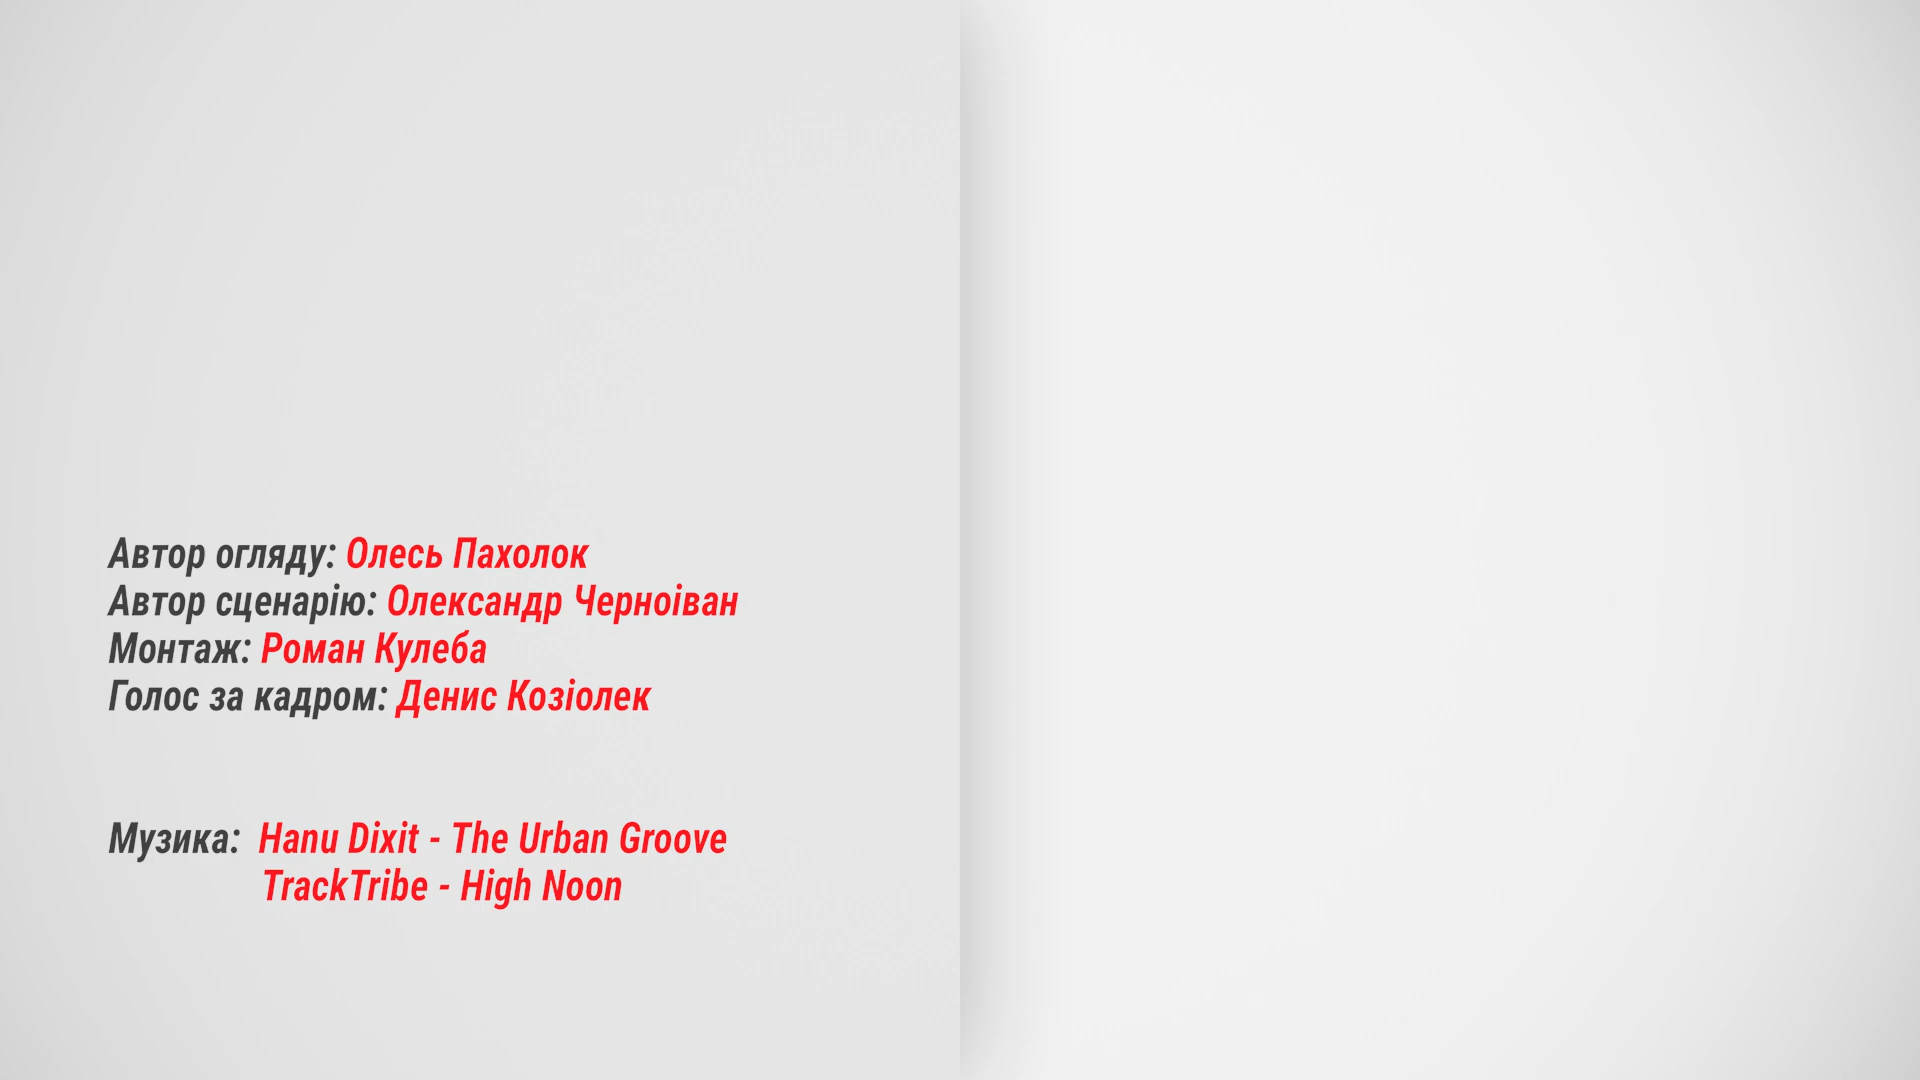 Автор огляду: Олесь Пахолок
Автор сценарію: Олександр Черноіван
Монтаж: Роман Кулеба
Голос за кадром: Денис Козіолек
Музика: Hanu Dixit - The Urban Groove
TrackTribe - High Noon